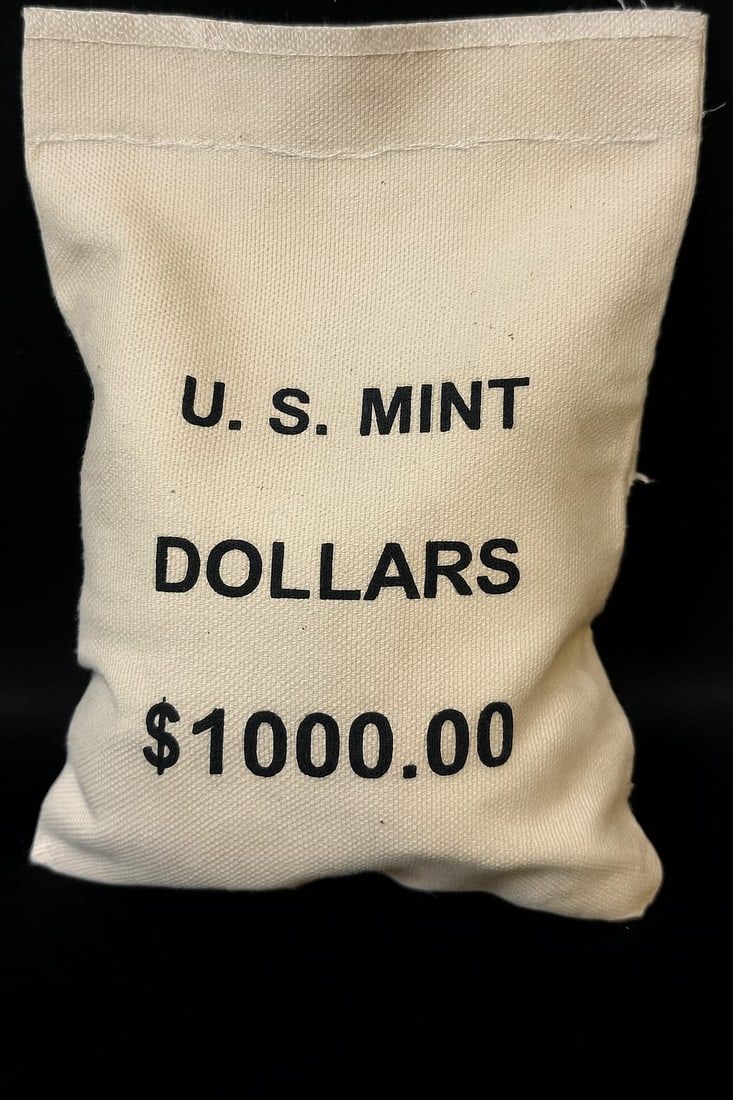 U. S. MINT
DOLLARS
$1000.00